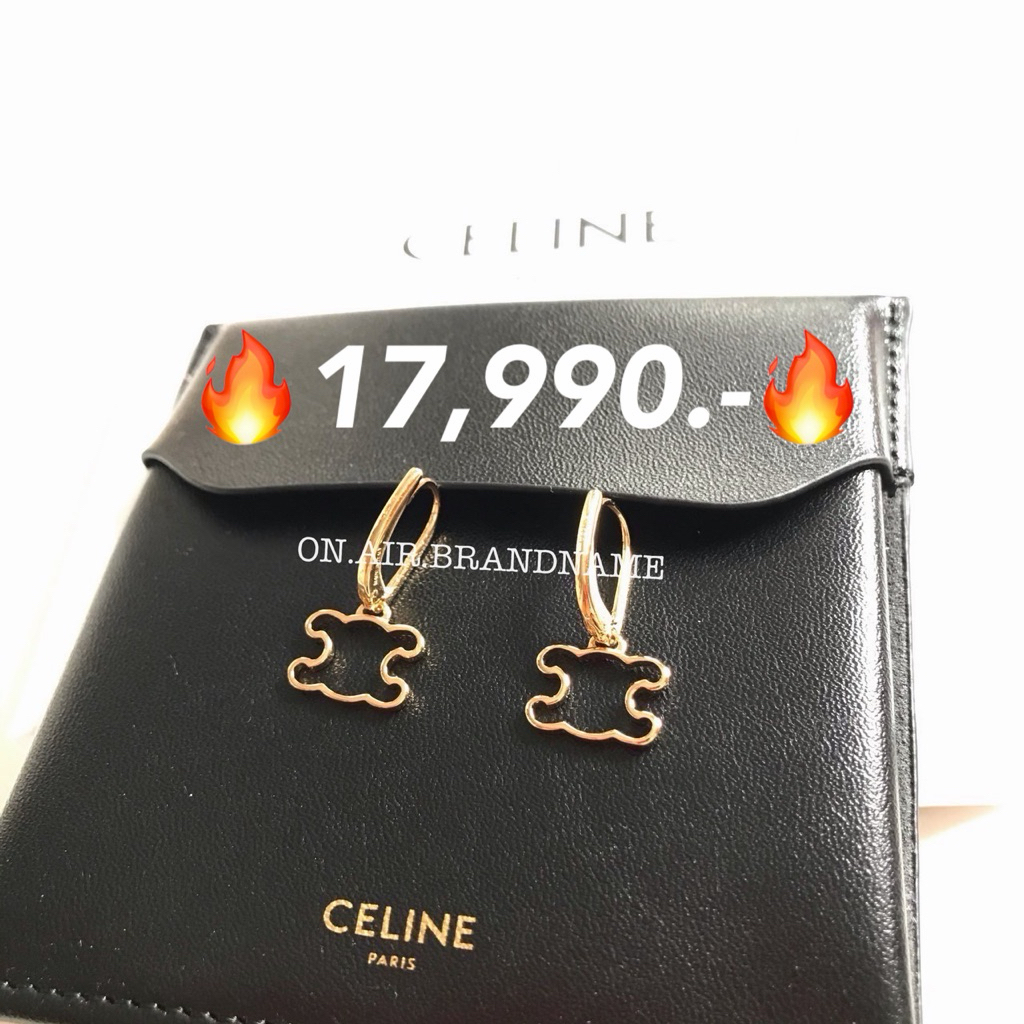 CELINE
17,990.-
ON.AIR.BRANDNAME
CELINE
PARIS